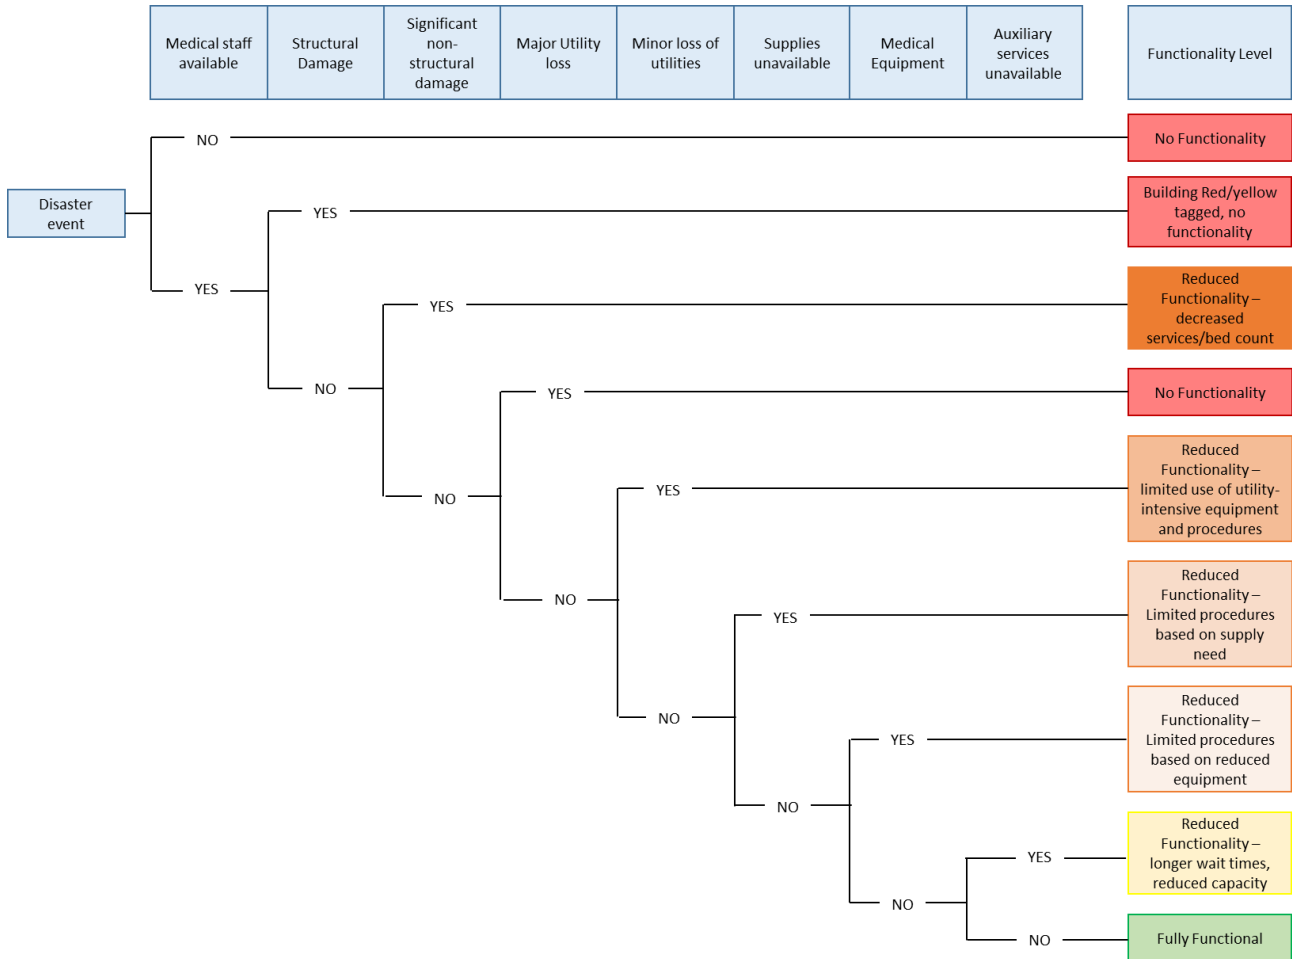 Medical staff
available
Structural
Damage
Significant
non-
structural
damage
Major Utility
loss
Minor loss of
utilities
Supplies
unavailable
Medical
Equipment
Auxiliary
services
unavailable
Functionality Level
NO
No Functionality
Disaster
event
YES
Building Red/yellow
tagged, no
functionality
YES
YES
Reduced
Functionality –
decreased
services/bed count
NO
YES
No Functionality
NO
YES
Reduced
Functionality –
limited use of utility-
intensive equipment
and procedures
NO
YES
Reduced
Functionality –
Limited procedures
based on supply
need
NO
YES
Reduced
Functionality –
Limited procedures
based on reduced
equipment
NO
YES
Reduced
Functionality –
longer wait times,
reduced capacity
NO
NO
Fully Functional